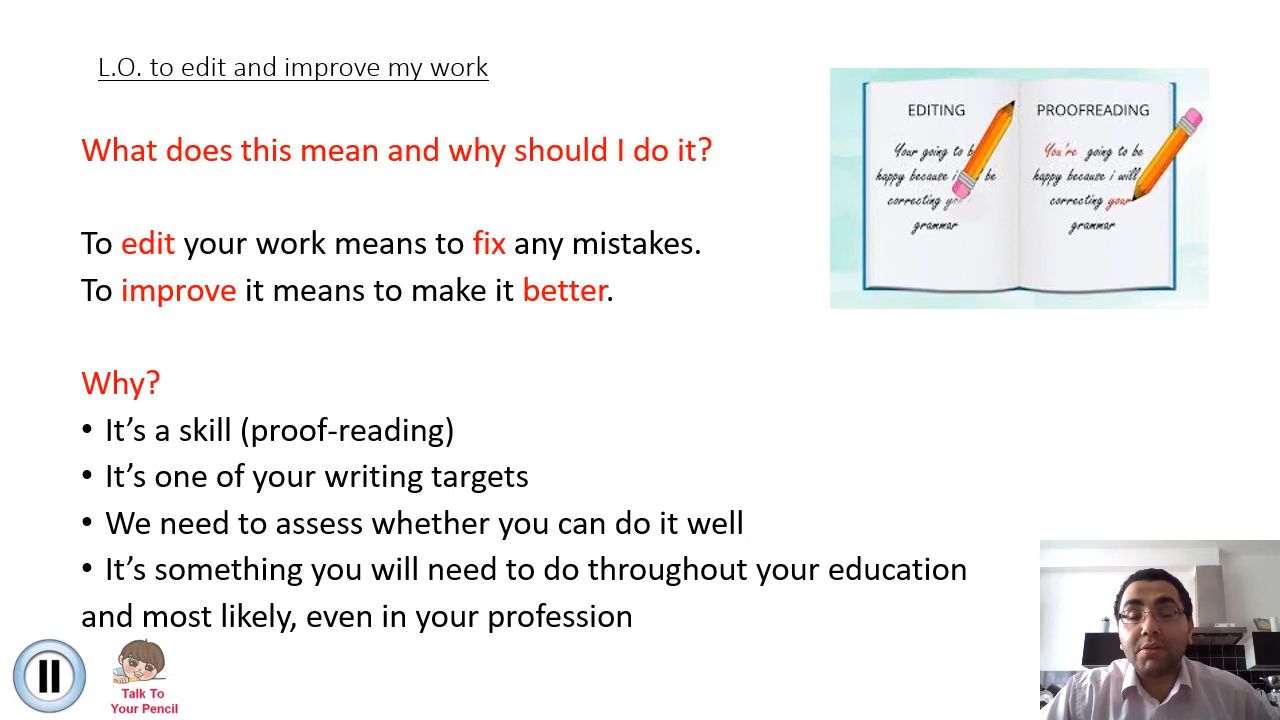 L.O. to edit and improve my work
What does this mean and why should I do it?
To edit your work means to fix any mistakes.
To improve it means to make it better.
Why?
• It's a skill (proof-reading)
• It's one of your writing targets
• We need to assess whether you can do it well
• It's something you will need to do throughout your education
and most likely, even in your profession
EDITING
Your going to
happy because i be
correcting
grammar
PROOFREADING
You're going to be
happy because i will
correcting your
grammar
Talk To
Your Pencil